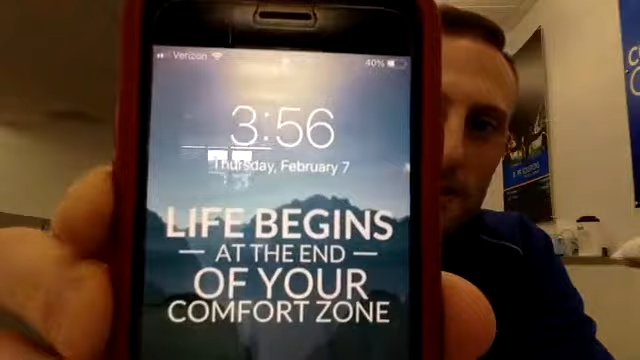 Verizon
40%
3:56
Thursday, February 7
LIFE BEGINS
— AT THE END —
OF YOUR
COMFORT ZONE